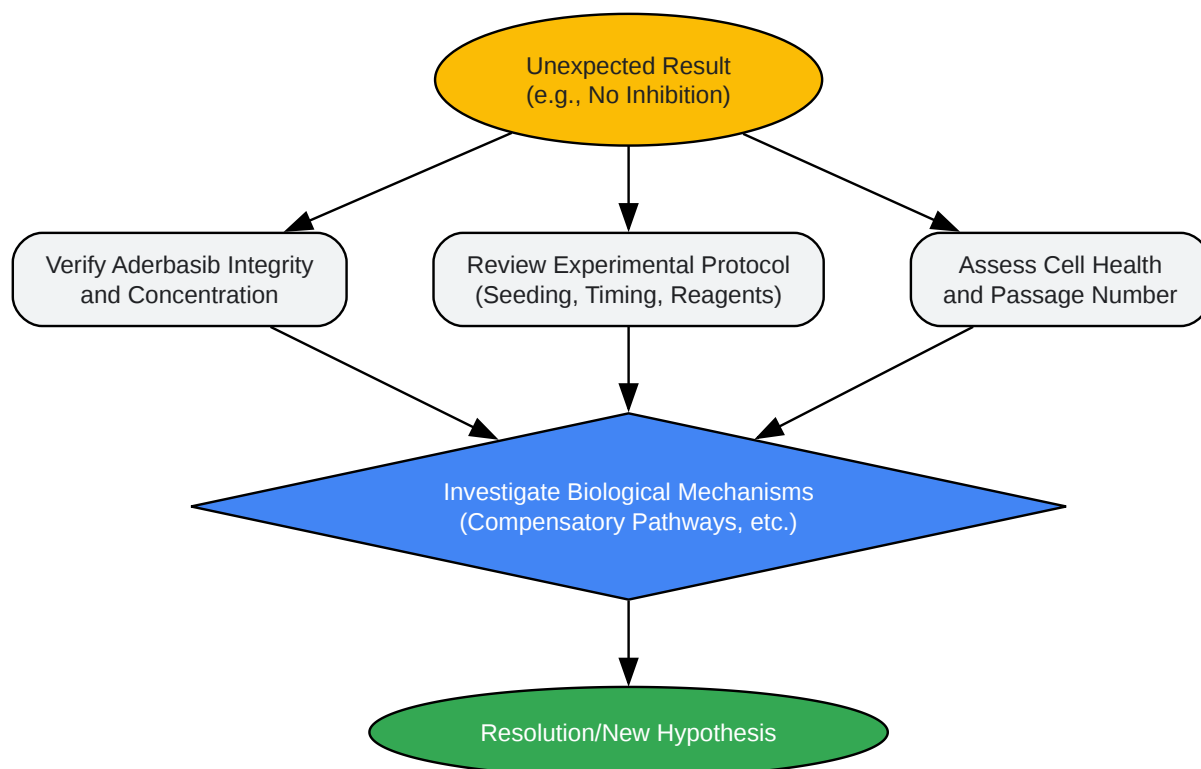 Unexpected Result
(e.g., No Inhibition)
Verify Aderbasib Integrity
and Concentration
Review Experimental Protocol
(Seeding, Timing, Reagents)
Assess Cell Health
and Passage Number
Investigate Biological Mechanisms
(Compensatory Pathways, etc.)
Resolution/New Hypothesis